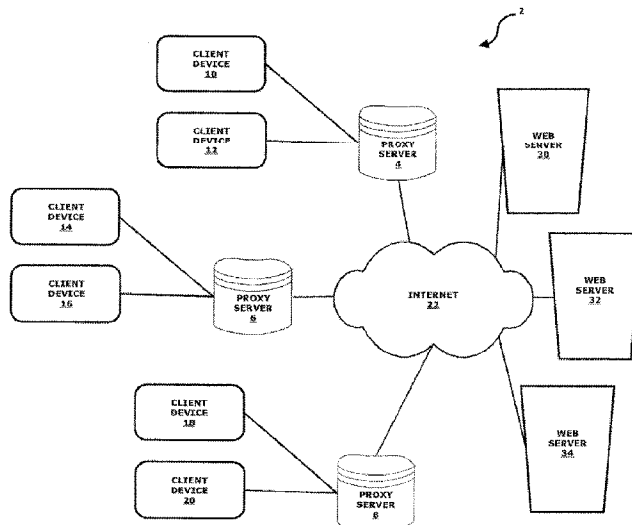 2
CLIENT
DEVICE
10
CLIENT
DEVICE
12
PROXY
SERVER
4
WEB
SERVER
30
CLIENT
DEVICE
14
CLIENT
DEVICE
16
PROXY
SERVER
6
INTERNET
22
WEB
SERVER
32
CLIENT
DEVICE
18
CLIENT
DEVICE
20
PROXY
SERVER
8
WEB
SERVER
34